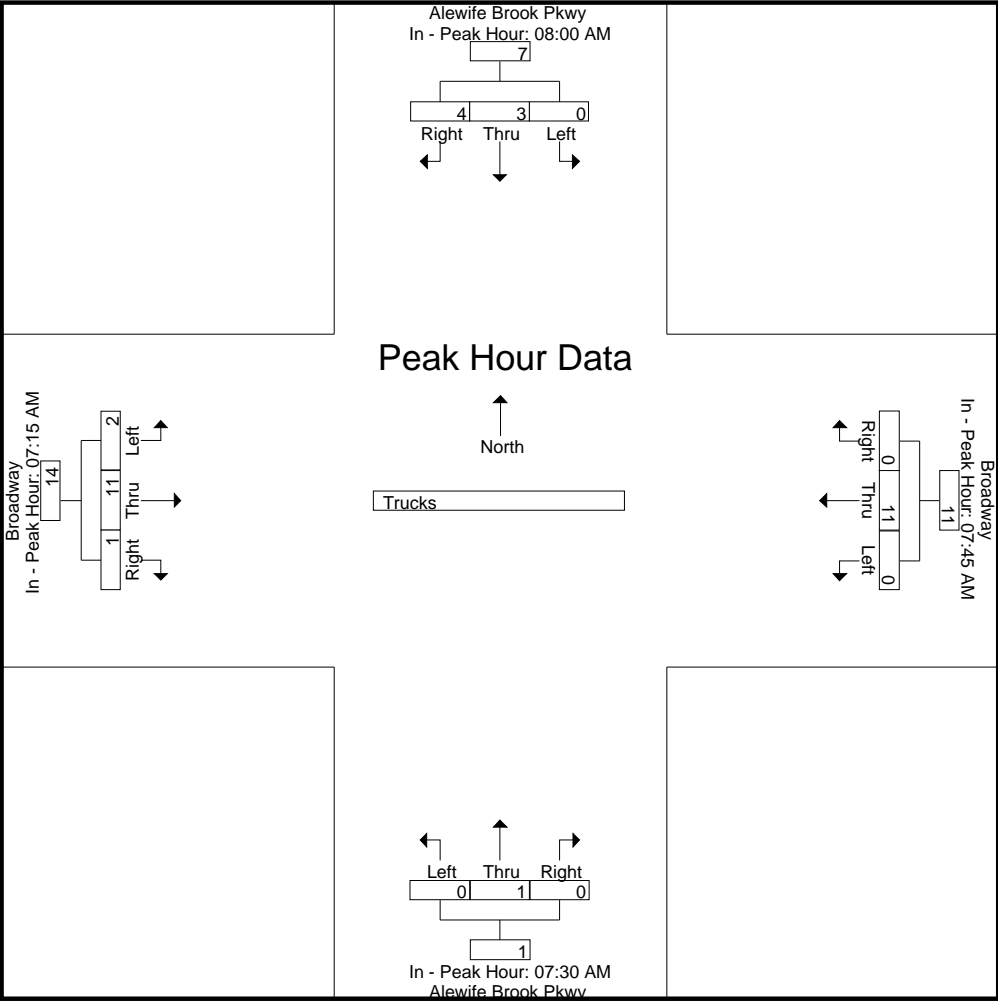 Alewife Brook Pkwy
In - Peak Hour: 08:00 AM
7
4 3 0
Right Thru Left
Peak Hour Data
North
Trucks
Broadway
In - Peak Hour: 07:15 AM
14
2 11 1
Left Thru Right
Broadway
In - Peak Hour: 07:45 AM
11
0 11 0
Right Thru Left
Left Thru Right
0 1 0
1
In - Peak Hour: 07:30 AM
Alewife Brook Pkwy